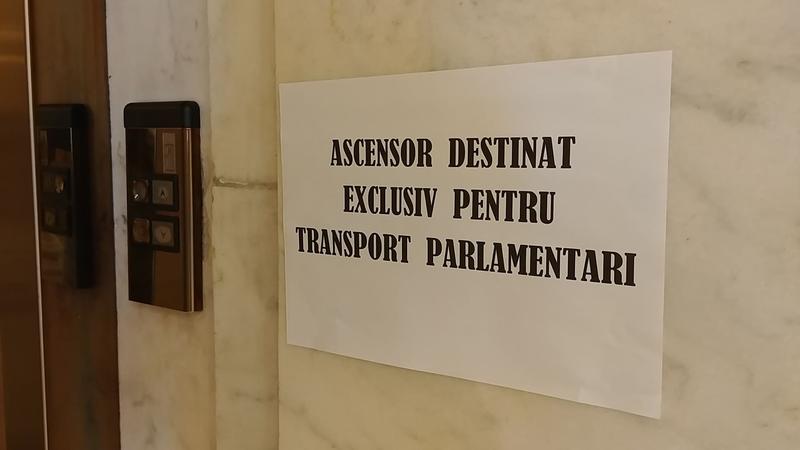 ASCENSOR DESTINAT
EXCLUSIV PENTRU
TRANSPORT PARLAMENTARI